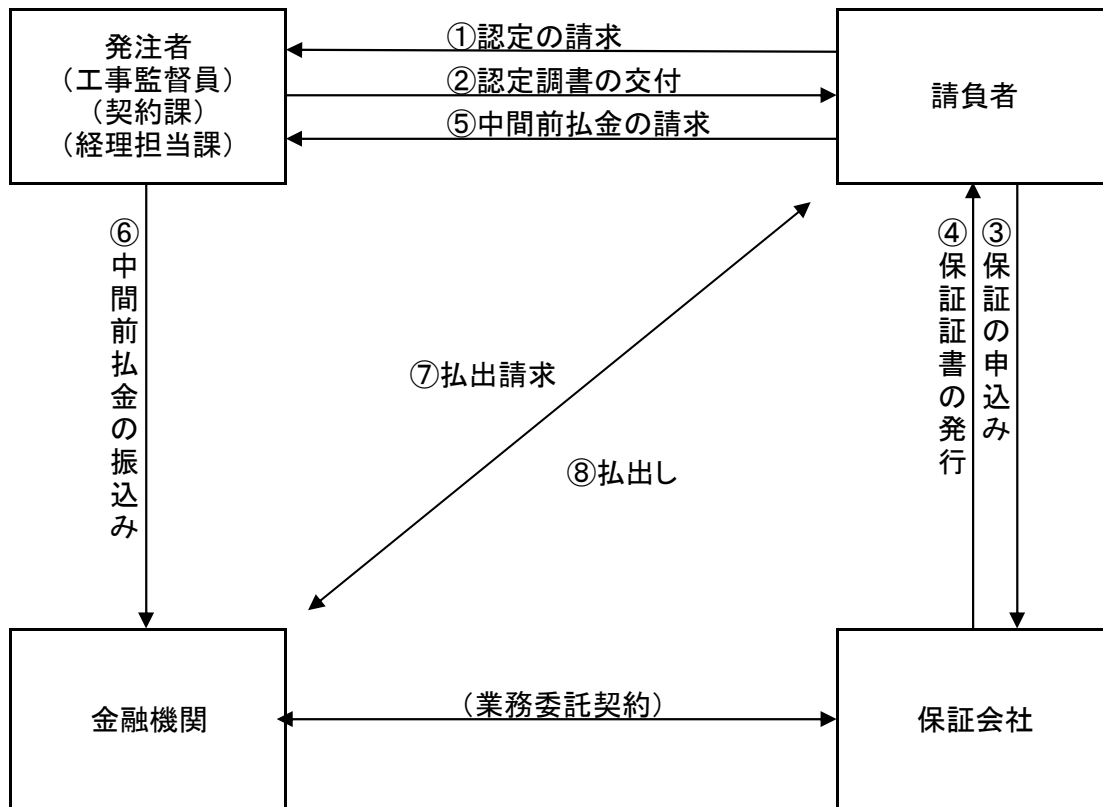 発注者
（工事監督員）
（契約課）
（経理担当課）
①認定の請求
②認定調書の交付
⑤中間前払金の請求
請負者
⑥中間前払金の振込み
⑦払出請求
⑧払出し
④保証証書の発行
③保証の申込み
金融機関
（業務委託契約）
保証会社